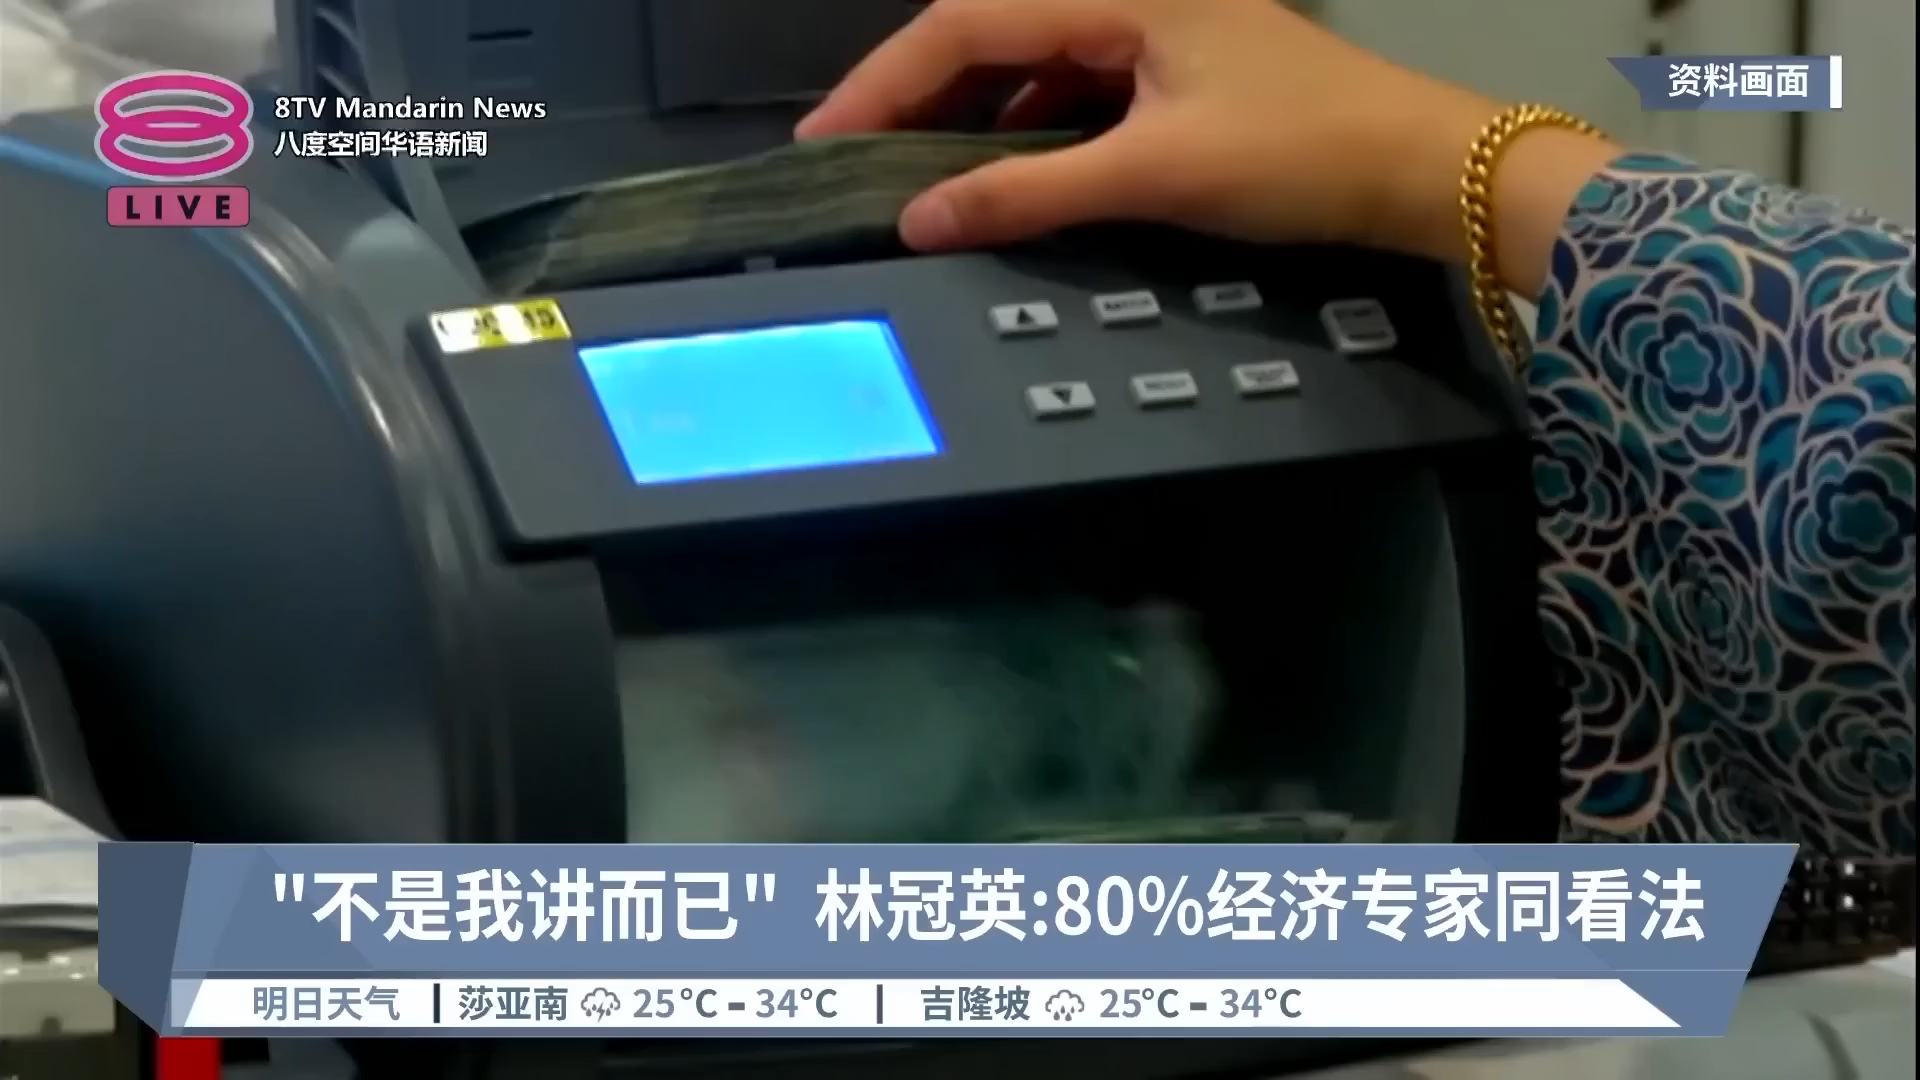 8TV Mandarin News
八度空间华语新闻
LIVE
资料画面
"不是我讲而已" 林冠英:80%经济专家同看法
明日天气 | 莎亚南 25°C - 34°C | 吉隆坡 25°C - 34°C